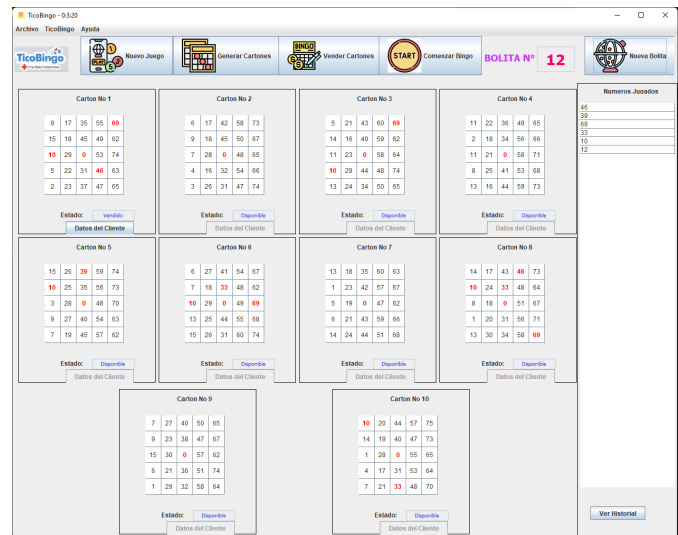 TicoBingo - 0:3:20
Archivo TicoBingo Ayuda
TicoBingo
PLAY
Nuevo Juego
Generar Cartones
BINGO
Vender Cartones
START
Comenzar Bingo
BOLITA Nº 12
Nueva Bolita
Carton No 1
9 17 35 55 69
15 18 45 49 62
10 29 0 53 74
5 22 31 46 63
2 23 37 47 65
Estado: Vendido
Datos del Cliente
Carton No 2
6 17 42 58 73
9 18 45 50 67
7 28 0 48 65
4 16 32 54 66
3 26 31 47 74
Estado: Disponible
Datos del Cliente
Carton No 3
5 21 43 60 69
14 16 40 59 62
11 23 0 58 64
10 29 44 48 74
13 24 34 50 65
Estado: Disponible
Datos del Cliente
Carton No 4
11 22 36 49 65
2 18 34 56 66
11 21 0 58 71
8 25 41 53 68
13 16 44 59 73
Estado: Disponible
Datos del Cliente
Numeros Jugados
46
39
69
33
10
12
Carton No 5
15 26 39 59 74
10 25 35 56 73
3 28 0 48 70
9 27 40 54 63
7 19 45 57 62
Estado: Disponible
Datos del Cliente
Carton No 6
6 27 41 54 67
7 18 33 48 62
10 29 0 49 69
13 25 44 55 68
15 26 31 60 74
Estado: Disponible
Datos del Cliente
Carton No 7
13 18 35 60 63
1 23 42 57 67
5 19 0 47 62
6 21 43 59 66
14 24 44 51 68
Estado: Disponible
Datos del Cliente
Carton No 8
14 17 43 46 73
10 24 33 48 64
8 18 0 51 67
1 20 31 56 71
13 30 34 58 69
Estado: Disponible
Datos del Cliente
Carton No 9
7 27 40 50 65
9 23 38 47 67
15 30 0 57 62
6 21 36 51 74
1 29 32 58 64
Estado: Disponible
Datos del Cliente
Carton No 10
10 20 44 57 75
14 19 40 47 73
1 28 0 55 65
4 17 31 53 64
7 21 33 48 70
Estado: Disponible
Datos del Cliente
Ver Historial